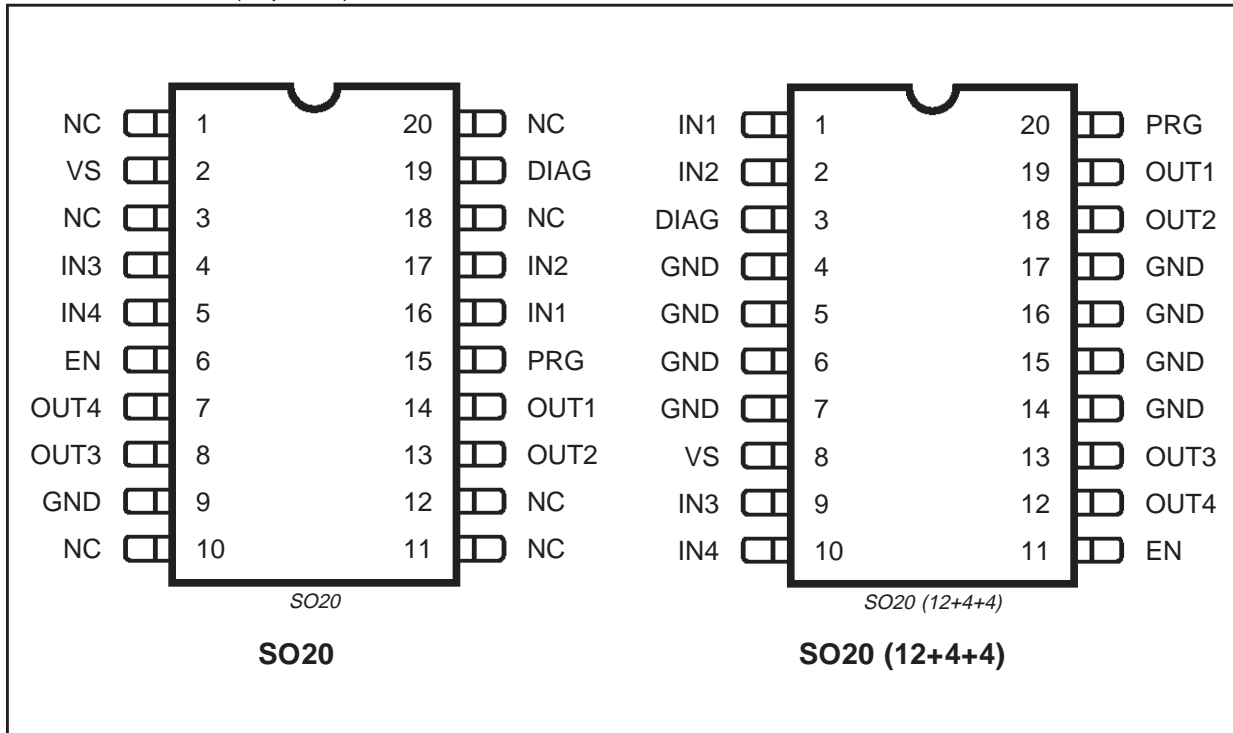 NC 1 20 NC
VS 2 19 DIAG
NC 3 18 NC
IN3 4 17 IN2
IN4 5 16 IN1
EN 6 15 PRG
OUT4 7 14 OUT1
OUT3 8 13 OUT2
GND 9 12 NC
NC 10 11 NC
SO20
SO20
IN1 1 20 PRG
IN2 2 19 OUT1
DIAG 3 18 OUT2
GND 4 17 GND
GND 5 16 GND
GND 6 15 GND
GND 7 14 GND
VS 8 13 OUT3
IN3 9 12 OUT4
IN4 10 11 EN
SO20 (12+4+4)
SO20 (12+4+4)